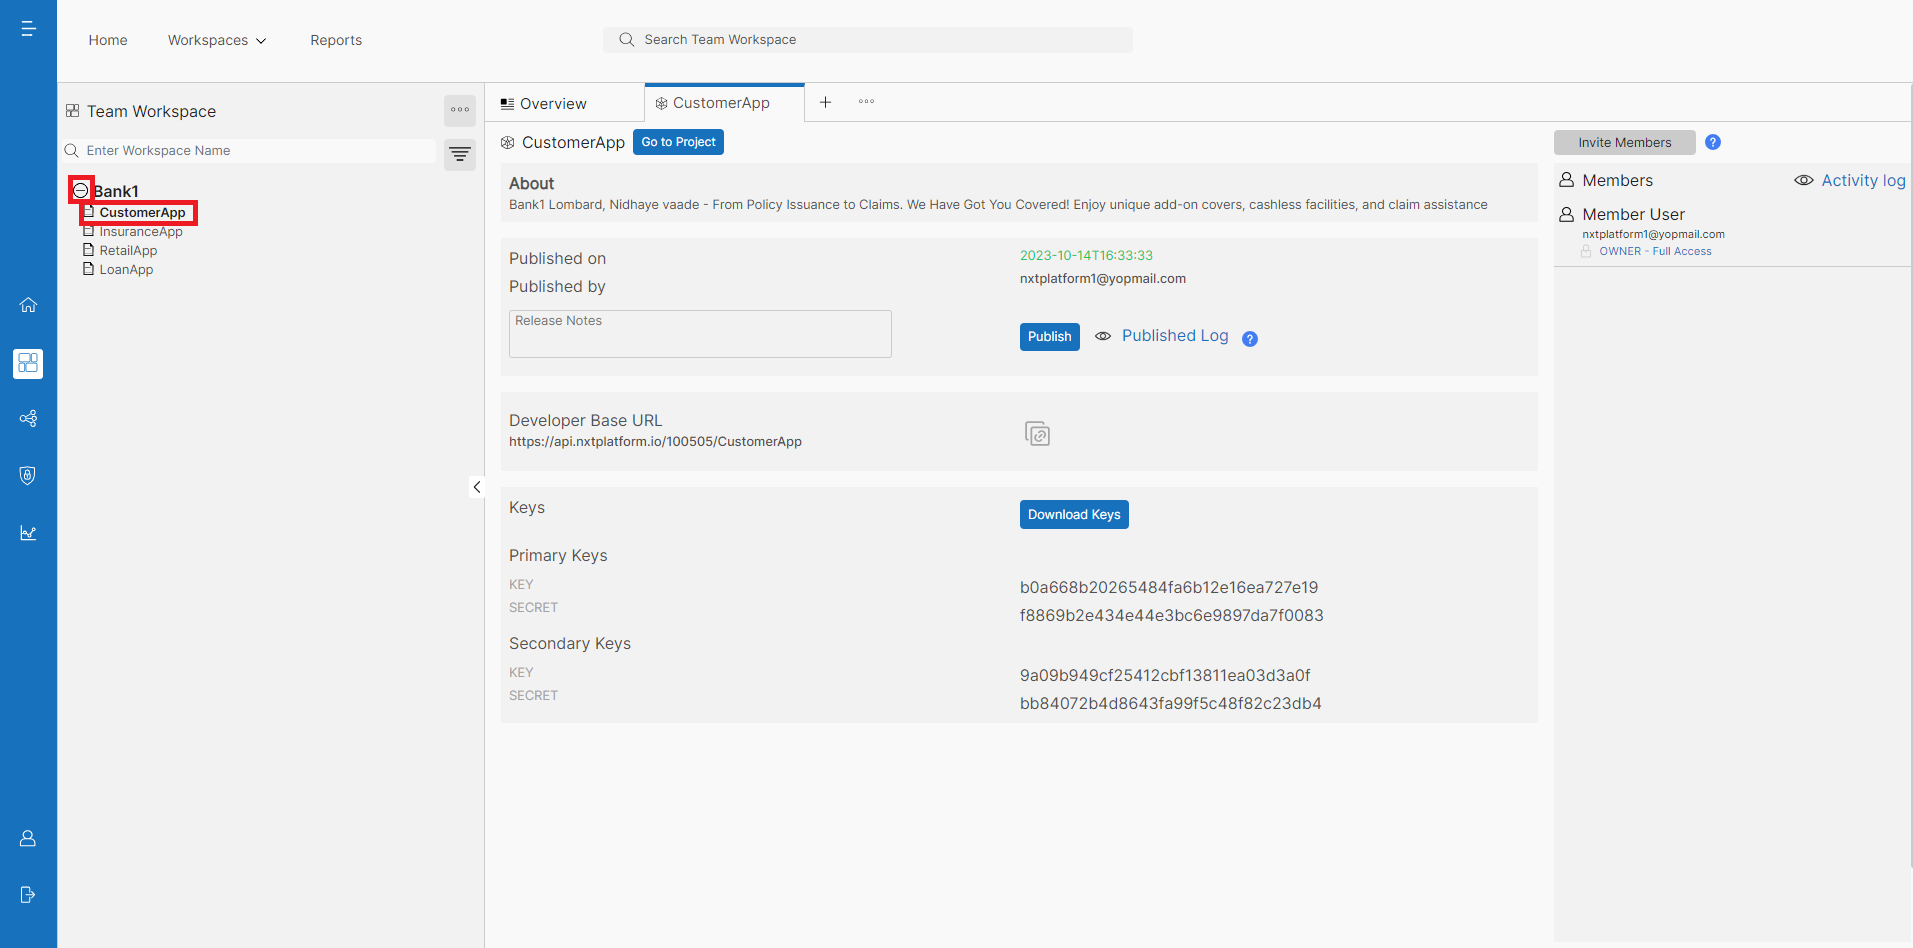 Home
Workspaces
Reports
Search Team Workspace
Team Workspace
Enter Workspace Name
Bank1
CustomerApp
InsuranceApp
RetailApp
LoanApp
Overview
CustomerApp
CustomerApp
Go to Project
About
Bank1 Lombard, Nidhaye vaade - From Policy Issuance to Claims. We Have Got You Covered! Enjoy unique add-on covers, cashless facilities, and claim assistance
Published on
2023-10-14T16:33:33
Published by
nxtplatform1@yopmail.com
Release Notes
Publish
Published Log
?
Developer Base URL
https://api.nxtplatform.io/100505/CustomerApp
Keys
Download Keys
Primary Keys
KEY
b0a668b20265484fa6b12e16ea727e19
SECRET
f8869b2e434e44e3bc6e9897da7f0083
Secondary Keys
KEY
9a09b949cf25412cbf13811ea03d3a0f
SECRET
bb84072b4d8643fa99f5c48f82c23db4
Invite Members
?
Members
Activity log
Member User
nxtplatform1@yopmail.com
OWNER - Full Access